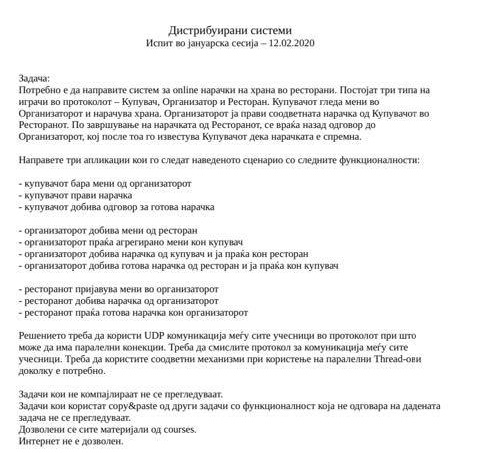 Дистрибуирани системи
Испит во јануарска сесија – 12.02.2020
Задача:
Потребно е да направите систем за online нарачки на храна во ресторани. Постојат три типа на
играчи во протоколот – Купувач, Организатор и Ресторан. Купувачот гледа мени во
Организаторот и нарачува храна. Организаторот ја прави соодветната нарачка од Купувачот во
Ресторанот. По завршување на нарачката од Ресторанот, се враќа назад одговор до
Организаторот, кој после тоа го известува Купувачот дека нарачката е спремна.
Направете три апликации кои го следат наведеното сценарио со следните функционалности:
- купувачот бара мени од организаторот
- купувачот прави нарачка
- купувачот добива одговор за готова нарачка
- организаторот добива мени од ресторан
- организаторот праќа агрегирано мени кон купувач
- организаторот добива нарачка од купувач и ја праќа кон ресторан
- организаторот добива готова нарачка од ресторан и ја праќа кон купувач
- ресторанот пријавува мени во организаторот
- ресторанот добива нарачка од организаторот
- ресторанот праќа готова нарачка кон организаторот
Решението треба да користи UDP комуникација меѓу сите учесници во протоколот при што
може да има паралелни конекции. Треба да смислите протокол за комуникација меѓу сите
учесници. Треба да користите соодветни механизми при користење на паралелни Thread-ови
доколку е потребно.
Задачи кои не компајлираат не се прегледуваат.
Задачи кои користат copy&paste од други задачи со функционалност која не одговара на дадената
задача не се прегледуваат.
Дозволени се сите материјали од courses.
Интернет не е дозволен.